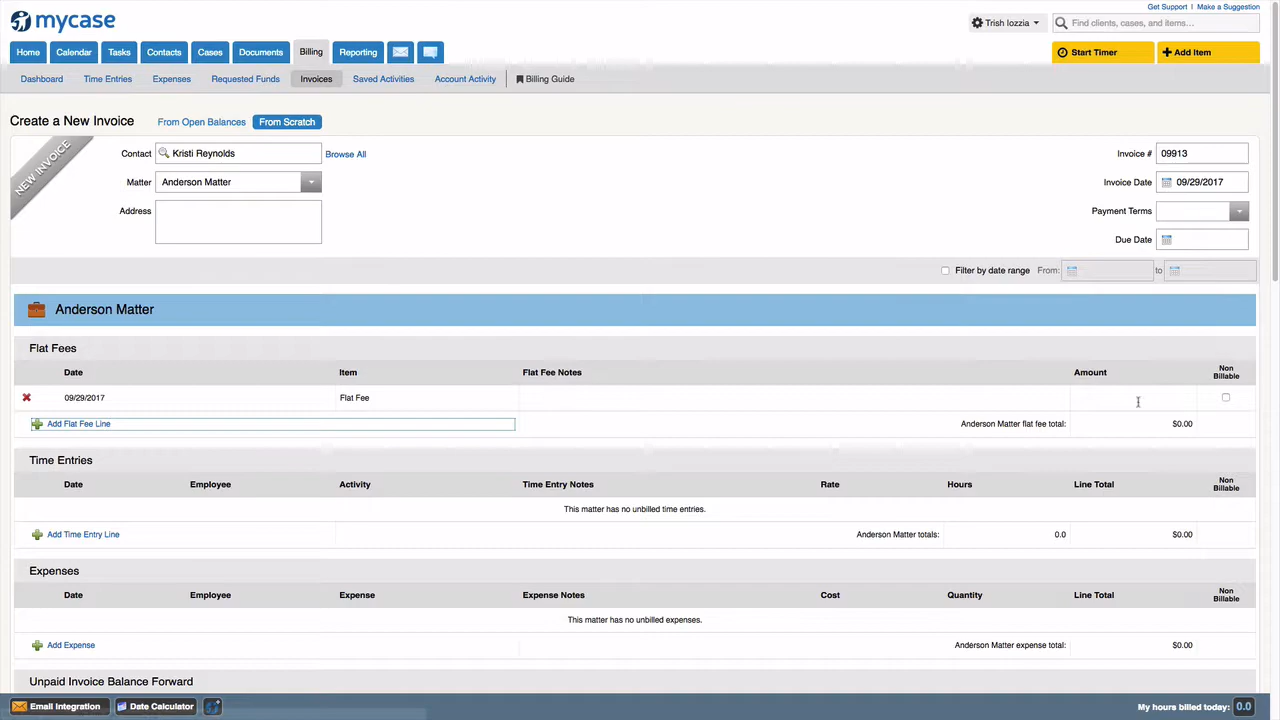 Get Support | Make a Suggestion
mycase
Trish Iozzia
Find clients, cases, and items…
Home Calendar Tasks Contacts Cases Documents Billing Reporting
Start Timer Add Item
Dashboard Time Entries Expenses Requested Funds Invoices Saved Activities Account Activity Billing Guide
Create a New Invoice From Open Balances From Scratch
NEW INVOICE
Contact Kristi Reynolds Browse All Invoice # 09913
Matter Anderson Matter Invoice Date 09/29/2017
Address Payment Terms
Due Date
Filter by date range From: to
Anderson Matter
Flat Fees
Date Item Flat Fee Notes Amount Non Billable
09/29/2017 Flat Fee
Add Flat Fee Line Anderson Matter flat fee total: $0.00
Time Entries
Date Employee Activity Time Entry Notes Rate Hours Line Total Non Billable
This matter has no unbilled time entries.
Add Time Entry Line Anderson Matter totals: 0.0 $0.00
Expenses
Date Employee Expense Expense Notes Cost Quantity Line Total Non Billable
This matter has no unbilled expenses.
Add Expense Anderson Matter expense total: $0.00
Unpaid Invoice Balance Forward
Email Integration Date Calculator My hours billed today: 0.0